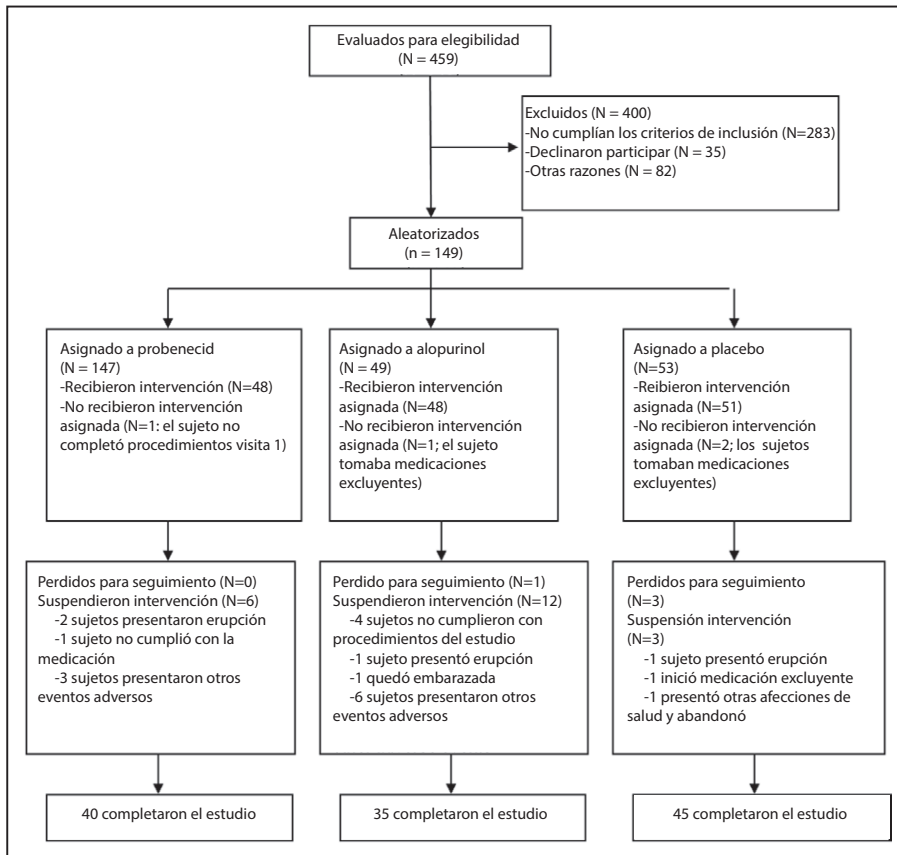 Evaluados para elegibilidad
(N = 459)
Excluidos (N = 400)
-No cumplían los criterios de inclusión (N=283)
-Declinaron participar (N = 35)
-Otras razones (N = 82)
Aleatorizados
(n = 149)
Asignado a probenecid
(N = 147)
-Recibieron intervención (N=48)
-No recibieron intervención
asignada (N=1: el sujeto no
completó procedimientos visita 1)
Asignado a alopurinol
(N = 49)
-Recibieron intervención
asignada (N=48)
-No recibieron intervención
asignada (N=1; el sujeto
tomaba medicaciones
excluyentes)
Asignado a placebo
(N=53)
-Reibieron intervención
asignada (N=51)
-No recibieron intervención
asignada (N=2; los sujetos
tomaban medicaciones
excluyentes)
Perdidos para seguimiento (N=0)
Suspendieron intervención (N=6)
-2 sujetos presentaron erupción
-1 sujeto no cumplió con la
medicación
-3 sujetos presentaron otros
eventos adversos
Perdido para seguimiento (N=1)
Suspendieron intervención (N=12)
-4 sujetos no cumplieron con
procedimientos del estudio
-1 sujeto presentó erupción
-1 quedó embarazada
-6 sujetos presentaron otros
eventos adversos
Perdidos para seguimiento
(N=3)
Suspensión intervención
(N=3)
-1 sujeto presentó erupción
-1 inició medicación excluyente
-1 presentó otras afecciones de
salud y abandonó
40 completaron el estudio
35 completaron el estudio
45 completaron el estudio